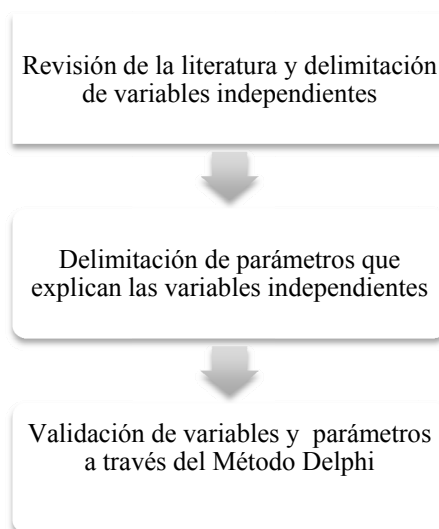 Revisión de la literatura y delimitación
de variables independientes
Delimitación de parámetros que
explican las variables independientes
Validación de variables y parámetros
a través del Método Delphi